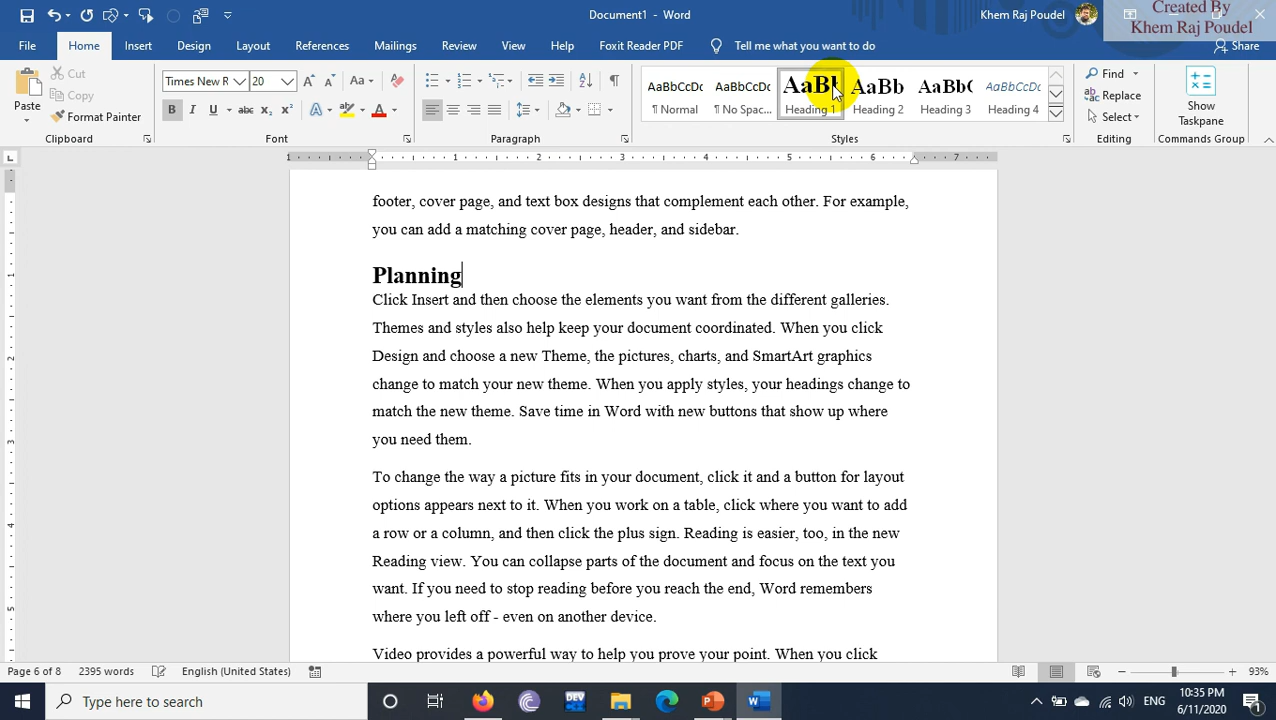 Document1 - Word
Khem Raj Poudel
Created By
Khem Raj Poudel
File Home Insert Design Layout References Mailings Review View Help Foxit Reader PDF Tell me what you want to do Share
Paste
Cut
Copy
Format Painter
Clipboard
Times New R 20
Font
Paragraph
AaBbCcDc AaBbCcDc AaBb AaBb AaBbC AaBbCcDc
¶ Normal ¶ No Spac... Heading 1 Heading 2 Heading 3 Heading 4
Styles
Find
Replace
Select
Editing
Show
Taskpane
Commands Group
footer, cover page, and text box designs that complement each other. For example,
you can add a matching cover page, header, and sidebar.
Planning
Click Insert and then choose the elements you want from the different galleries.
Themes and styles also help keep your document coordinated. When you click
Design and choose a new Theme, the pictures, charts, and SmartArt graphics
change to match your new theme. When you apply styles, your headings change to
match the new theme. Save time in Word with new buttons that show up where
you need them.
To change the way a picture fits in your document, click it and a button for layout
options appears next to it. When you work on a table, click where you want to add
a row or a column, and then click the plus sign. Reading is easier, too, in the new
Reading view. You can collapse parts of the document and focus on the text you
want. If you need to stop reading before you reach the end, Word remembers
where you left off - even on another device.
Video provides a powerful way to help you prove your point. When you click
Page 6 of 8 2395 words English (United States) 93%
Type here to search
ENG
10:35 PM
6/11/2020